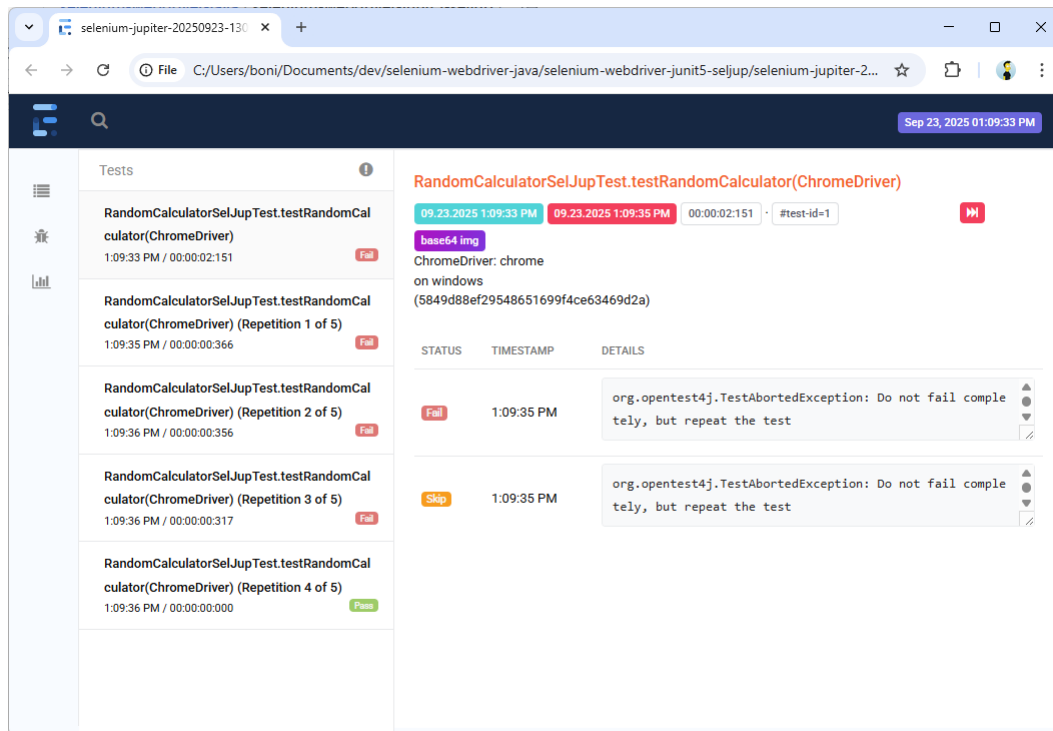 selenium-jupiter-20250923-130
File
C:/Users/boni/Documents/dev/selenium-webdriver-java/selenium-webdriver-junit5-seljup/selenium-jupiter-2...
Sep 23, 2025 01:09:33 PM
Tests
RandomCalculatorSelJupTest.testRandomCal
culator(ChromeDriver)
1:09:33 PM / 00:00:02:151
Fail
RandomCalculatorSelJupTest.testRandomCal
culator(ChromeDriver) (Repetition 1 of 5)
1:09:35 PM / 00:00:00:366
Fail
RandomCalculatorSelJupTest.testRandomCal
culator(ChromeDriver) (Repetition 2 of 5)
1:09:36 PM / 00:00:00:356
Fail
RandomCalculatorSelJupTest.testRandomCal
culator(ChromeDriver) (Repetition 3 of 5)
1:09:36 PM / 00:00:00:317
Fail
RandomCalculatorSelJupTest.testRandomCal
culator(ChromeDriver) (Repetition 4 of 5)
1:09:36 PM / 00:00:00:000
Pass
RandomCalculatorSelJupTest.testRandomCalculator(ChromeDriver)
09.23.2025 1:09:33 PM 09.23.2025 1:09:35 PM 00:00:02:151 · #test-id=1
base64 img
ChromeDriver: chrome
on windows
(5849d88ef29548651699f4ce63469d2a)
STATUS TIMESTAMP DETAILS
Fail 1:09:35 PM
org.opentest4j.TestAbortedException: Do not fail comple
tely, but repeat the test
Skip 1:09:35 PM
org.opentest4j.TestAbortedException: Do not fail comple
tely, but repeat the test